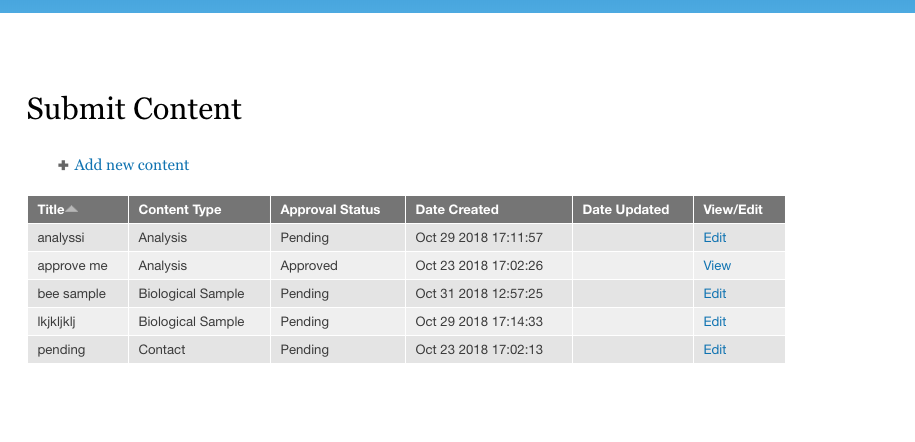 Submit Content
Add new content
Title Content Type Approval Status Date Created Date Updated View/Edit
analyssi Analysis Pending Oct 29 2018 17:11:57 Edit
approve me Analysis Approved Oct 23 2018 17:02:26 View
bee sample Biological Sample Pending Oct 31 2018 12:57:25 Edit
lkjkljklj Biological Sample Pending Oct 29 2018 17:14:33 Edit
pending Contact Pending Oct 23 2018 17:02:13 Edit